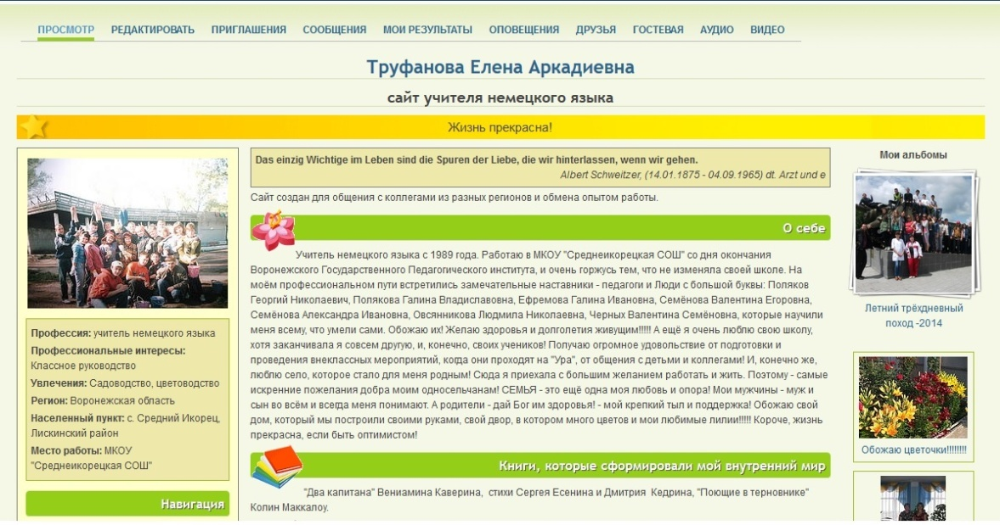 ПРОСМОТР РЕДАКТИРОВАТЬ ПРИГЛАШЕНИЯ СООБЩЕНИЯ МОИ РЕЗУЛЬТАТЫ ОПОВЕЩЕНИЯ ДРУЗЬЯ ГОСТЕВАЯ АУДИО ВИДЕО
Труфанова Елена Аркадиевна
сайт учителя немецкого языка
Жизнь прекрасна!
Профессия: учитель немецкого языка
Профессиональные интересы:
Классное руководство
Увлечения: Садоводство, цветоводство
Регион: Воронежская область
Населенный пункт: с. Средний Икорец,
Лискинский район
Место работы: МКОУ
"Среднеикорецкая СОШ"
Навигация
Das einzig Wichtige im Leben sind die Spuren der Liebe, die wir hinterlassen, wenn wir gehen.
Albert Schweitzer, (14.01.1875 - 04.09.1965) dt. Arzt und e
Сайт создан для общения с коллегами из разных регионов и обмена опытом работы.
О себе
Учитель немецкого языка с 1989 года. Работаю в МКОУ "Среднеикорецкая СОШ" со дня окончания
Воронежского Государственного Педагогического института, и очень горжусь тем, что не изменяла своей школе. На
моём профессиональном пути встретились замечательные наставники - педагоги и Люди с большой буквы: Поляков
Георгий Николаевич, Полякова Галина Владиславовна, Ефремова Галина Ивановна, Семёнова Валентина Егоровна,
Семёнова Александра Ивановна, Овсянникова Людмила Николаевна, Черных Валентина Семёновна, которые научили
меня всему, что умели сами. Обожаю их! Желаю здоровья и долголетия живущим!!!!! А ещё я очень люблю свою школу,
хотя заканчивала я совсем другую, и, конечно, своих учеников! Получаю огромное удовольствие от подготовки и
проведения внеклассных мероприятий, когда они проходят на "Ура", от общения с детьми и коллегами! И, конечно же,
люблю село, которое стало для меня родным! Сюда я приехала с большим желанием работать и жить. Поэтому - самые
искренние пожелания добра моим односельчанам! СЕМЬЯ - это ещё одна моя любовь и опора! Мои мужчины - муж и
сын во всём и всегда меня понимают. А родители - дай Бог им здоровья! - мой крепкий тыл и поддержка! Обожаю свой
дом, который мы построили своими руками, свой двор, в котором много цветов и мои любимые лилии!!!!! Короче, жизнь
прекрасна, если быть оптимистом!
Книги, которые сформировали мой внутренний мир
"Два капитана" Вениамина Каверина, стихи Сергея Есенина и Дмитрия Кедрина, "Поющие в терновнике"
Колин Маккалоу.
Мои альбомы
Летний трёхдневный
поход -2014
Обожаю цветочки!!!!!!!!